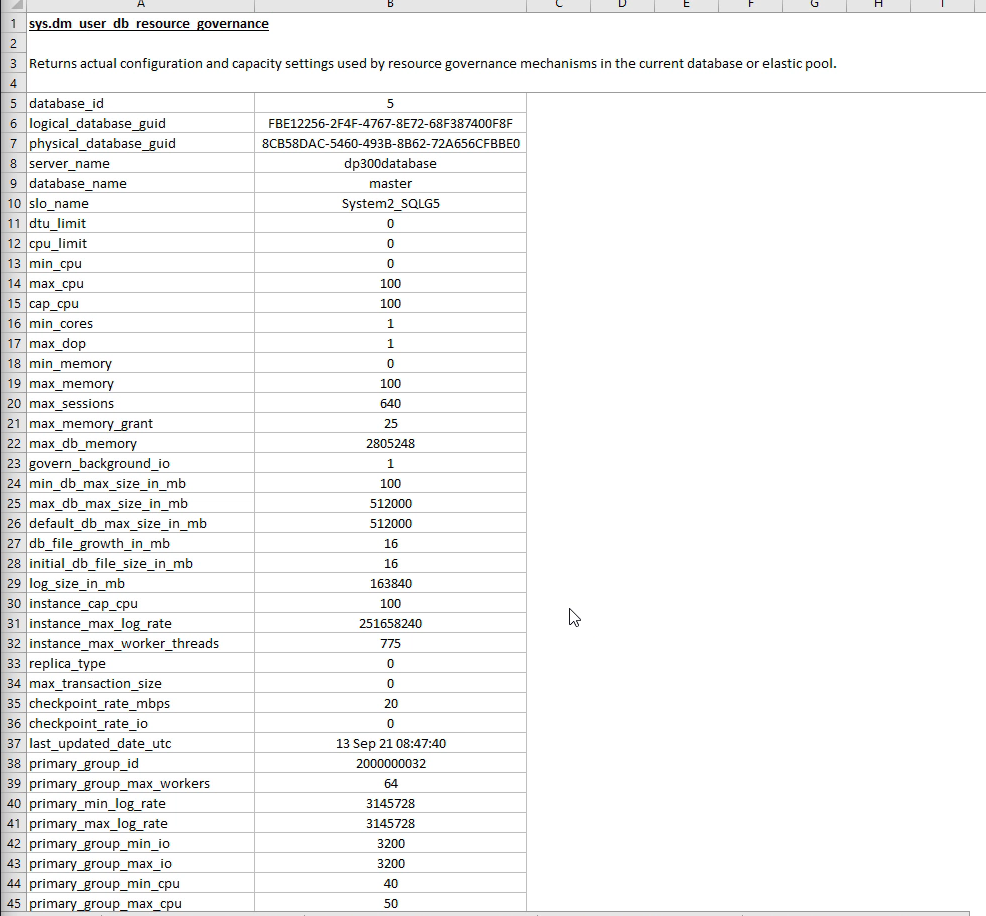 A B C D E F G H I
1 sys.dm_user_db_resource_governance
2
3 Returns actual configuration and capacity settings used by resource governance mechanisms in the current database or elastic pool.
4
5 database_id 5
6 logical_database_guid FBE12256-2F4F-4767-8E72-68F387400F8F
7 physical_database_guid 8CB58DAC-5460-493B-8B62-72A656CFBBE0
8 server_name dp300database
9 database_name master
10 slo_name System2_SQLG5
11 dtu_limit 0
12 cpu_limit 0
13 min_cpu 0
14 max_cpu 100
15 cap_cpu 100
16 min_cores 1
17 max_dop 1
18 min_memory 0
19 max_memory 100
20 max_sessions 640
21 max_memory_grant 25
22 max_db_memory 2805248
23 govern_background_io 1
24 min_db_max_size_in_mb 100
25 max_db_max_size_in_mb 512000
26 default_db_max_size_in_mb 512000
27 db_file_growth_in_mb 16
28 initial_db_file_size_in_mb 16
29 log_size_in_mb 163840
30 instance_cap_cpu 100
31 instance_max_log_rate 251658240
32 instance_max_worker_threads 775
33 replica_type 0
34 max_transaction_size 0
35 checkpoint_rate_mbps 20
36 checkpoint_rate_io 0
37 last_updated_date_utc 13 Sep 21 08:47:40
38 primary_group_id 2000000032
39 primary_group_max_workers 64
40 primary_min_log_rate 3145728
41 primary_max_log_rate 3145728
42 primary_group_min_io 3200
43 primary_group_max_io 3200
44 primary_group_min_cpu 40
45 primary_group_max_cpu 50